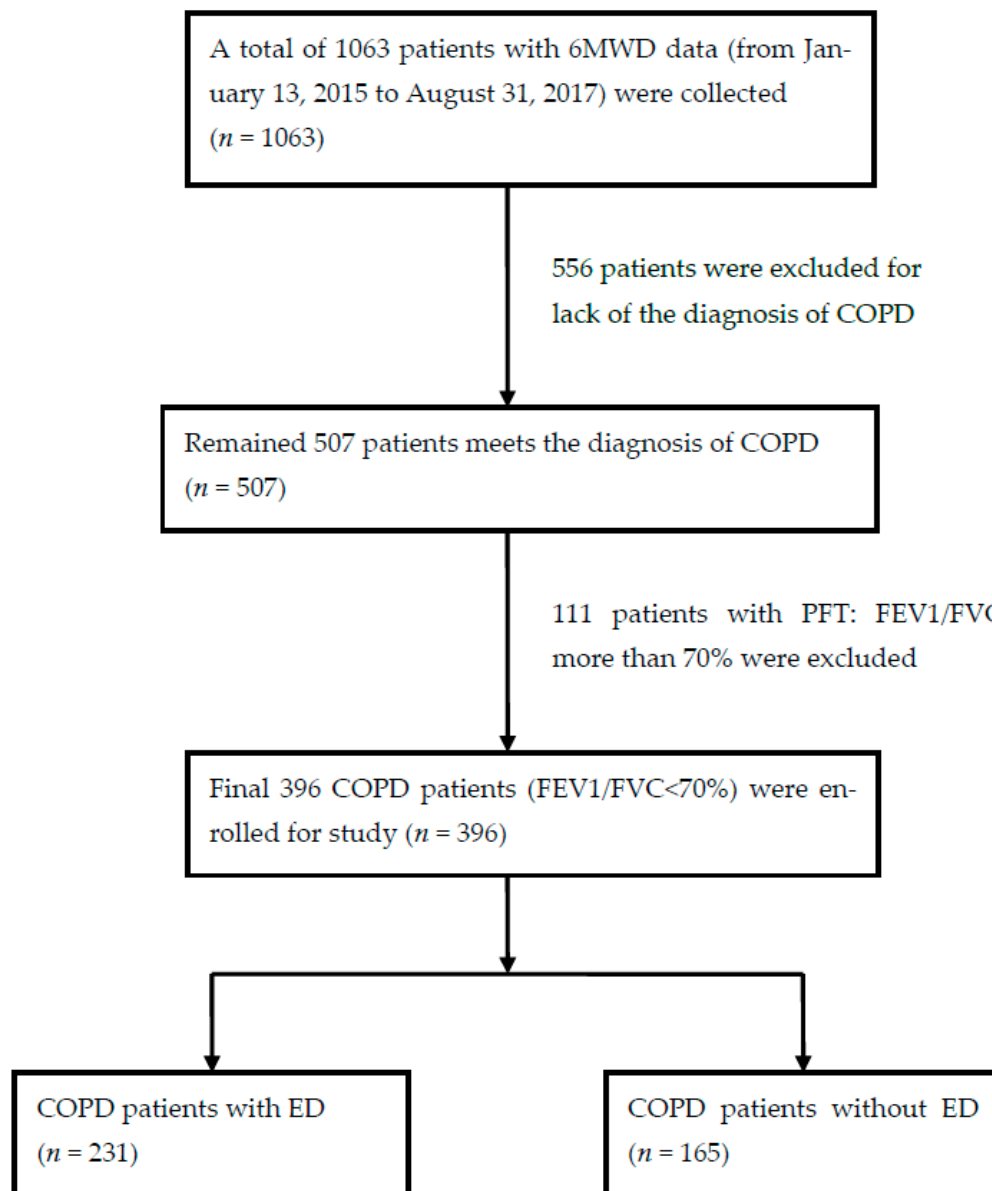 A total of 1063 patients with 6MWD data (from Jan-
uary 13, 2015 to August 31, 2017) were collected
(n = 1063)
556 patients were excluded for
lack of the diagnosis of COPD
Remained 507 patients meets the diagnosis of COPD
(n = 507)
111 patients with PFT: FEV1/FVC
more than 70% were excluded
Final 396 COPD patients (FEV1/FVC<70%) were en-
rolled for study (n = 396)
COPD patients with ED
(n = 231)
COPD patients without ED
(n = 165)